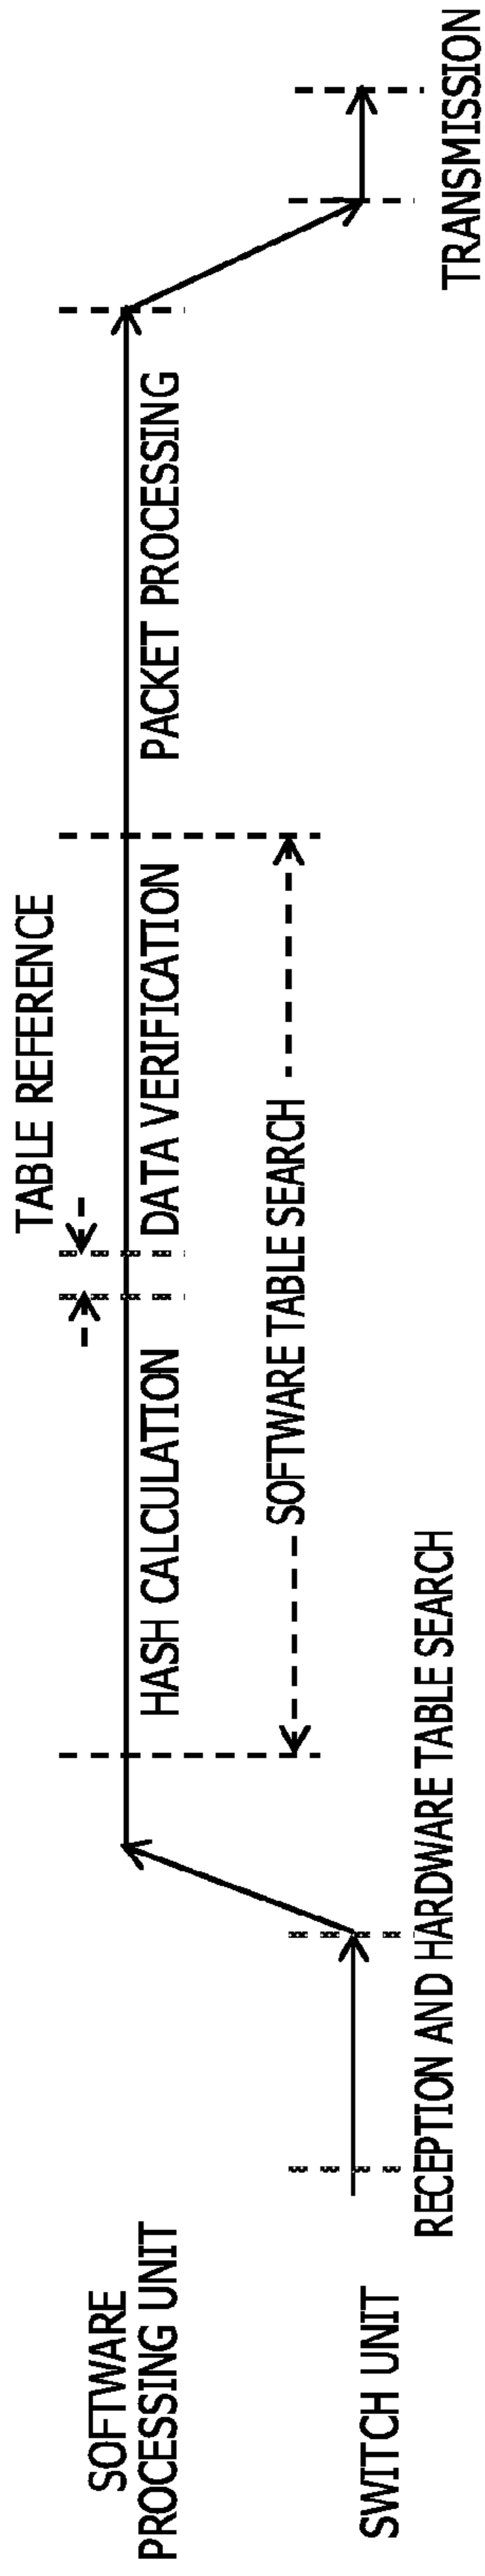 TABLE REFERENCE
SOFTWARE
PROCESSING UNIT
HASH CALCULATION
DATA VERIFICATION
PACKET PROCESSING
SOFTWARE TABLE SEARCH
SWITCH UNIT
RECEPTION AND HARDWARE TABLE SEARCH
TRANSMISSION